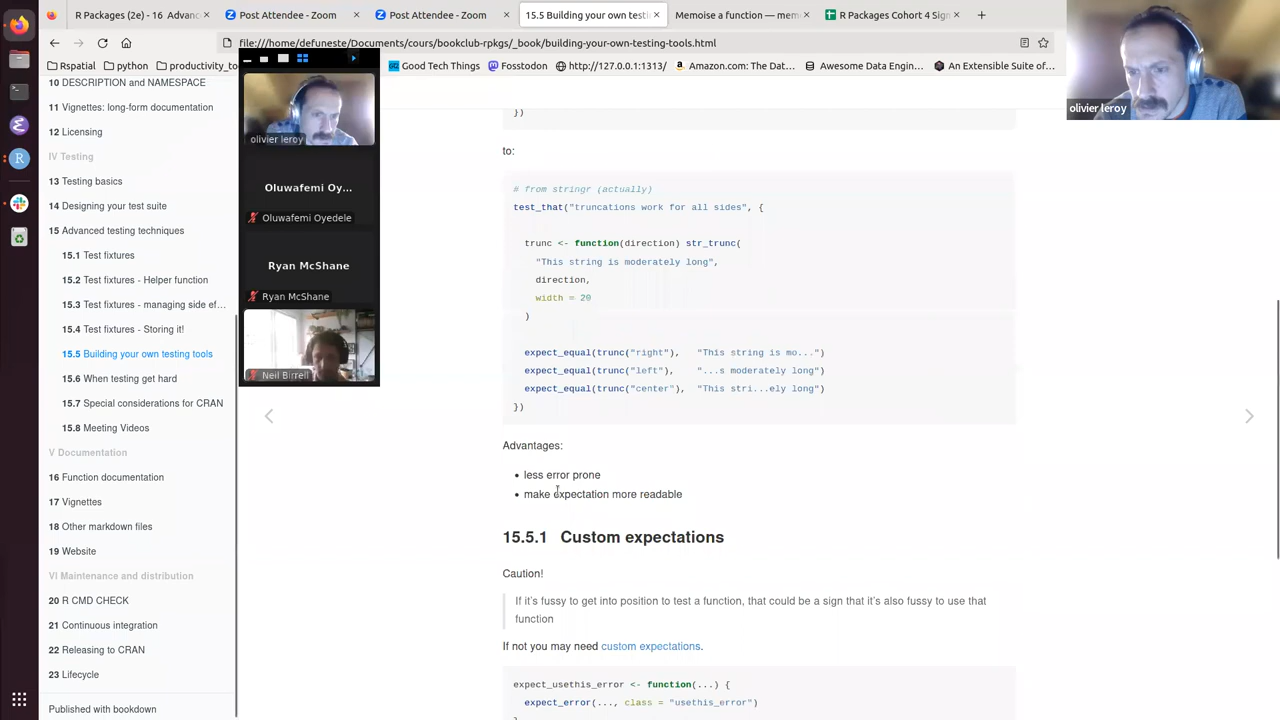 R Packages (2e) - 16 Advanc
Post Attendee - Zoom
Post Attendee - Zoom
15.5 Building your own testi
Memoise a function — mem
R Packages Cohort 4 Sign
file:///home/defuneste/Documents/cours/bookclub-rpkgs/_book/building-your-own-testing-tools.html
Rspatial
python
productivity_to
Good Tech Things
Fosstodon
http://127.0.0.1:1313/
Amazon.com: The Dat...
Awesome Data Engin...
An Extensible Suite of...
olivier leroy
10 DESCRIPTION and NAMESPACE
11 Vignettes: long-form documentation
12 Licensing
IV Testing
13 Testing basics
14 Designing your test suite
15 Advanced testing techniques
15.1 Test fixtures
15.2 Test fixtures - Helper function
15.3 Test fixtures - managing side ef...
15.4 Test fixtures - Storing it!
15.5 Building your own testing tools
15.6 When testing get hard
15.7 Special considerations for CRAN
15.8 Meeting Videos
V Documentation
16 Function documentation
17 Vignettes
18 Other markdown files
19 Website
VI Maintenance and distribution
20 R CMD CHECK
21 Continuous integration
22 Releasing to CRAN
23 Lifecycle
Published with bookdown
olivier leroy
Oluwafemi Oy...
Oluwafemi Oyedele
Ryan McShane
Ryan McShane
Neil Birrell
})
to:
# from stringr (actually)
test_that("truncations work for all sides", {
trunc <- function(direction) str_trunc(
"This string is moderately long",
direction,
width = 20
)
expect_equal(trunc("right"), "This string is mo...")
expect_equal(trunc("left"), "...s moderately long")
expect_equal(trunc("center"), "This stri...ely long")
})
Advantages:
• less error prone
• make expectation more readable
15.5.1 Custom expectations
Caution!
If it's fussy to get into position to test a function, that could be a sign that it's also fussy to use that
function
If not you may need custom expectations.
expect_usethis_error <- function(...) {
expect_error(..., class = "usethis_error")